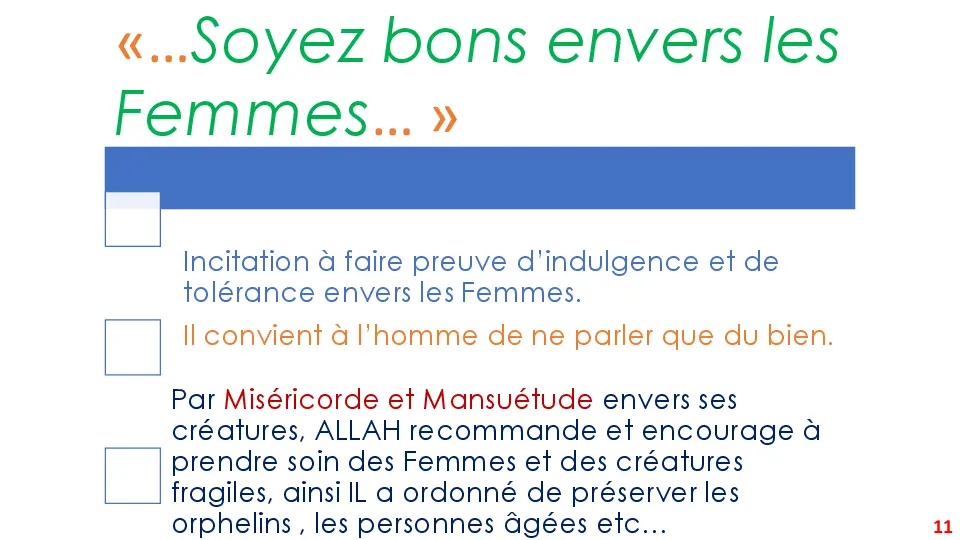 «…Soyez bons envers les
Femmes… »
Incitation à faire preuve d’indulgence et de
tolérance envers les Femmes.
Il convient à l’homme de ne parler que du bien.
Par Miséricorde et Mansuétude envers ses
créatures, ALLAH recommande et encourage à
prendre soin des Femmes et des créatures
fragiles, ainsi IL a ordonné de préserver les
orphelins , les personnes âgées etc…
11